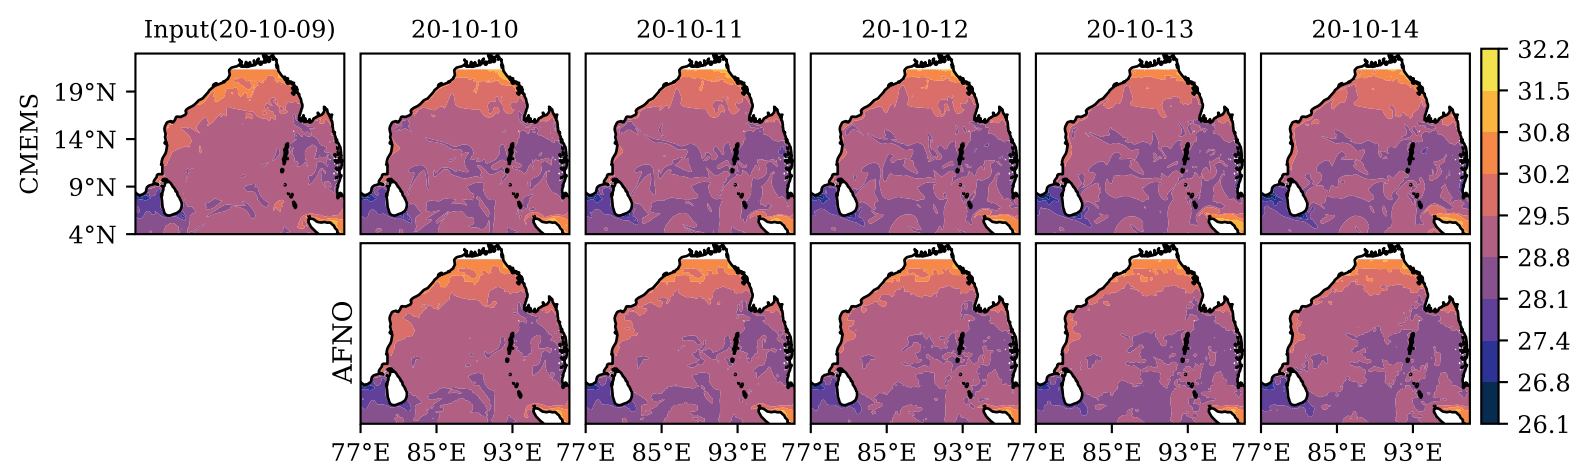 Input(20-10-09) 20-10-10 20-10-11 20-10-12 20-10-13 20-10-14
CMEMS
19°N
14°N
9°N
4°N
AFNO
77°E 85°E 93°E 77°E 85°E 93°E 77°E 85°E 93°E 77°E 85°E 93°E 77°E 85°E 93°E
32.2
31.5
30.8
30.2
29.5
28.8
28.1
27.4
26.8
26.1